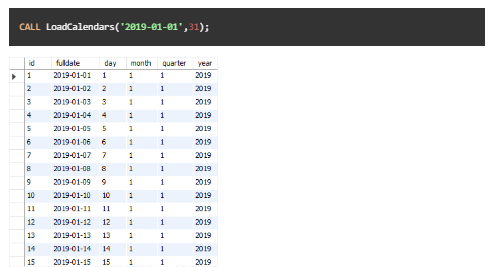 CALL LoadCalendars('2019-01-01',31);
id fulldate day month quarter year
1 2019-01-01 1 1 1 2019
2 2019-01-02 2 1 1 2019
3 2019-01-03 3 1 1 2019
4 2019-01-04 4 1 1 2019
5 2019-01-05 5 1 1 2019
6 2019-01-06 6 1 1 2019
7 2019-01-07 7 1 1 2019
8 2019-01-08 8 1 1 2019
9 2019-01-09 9 1 1 2019
10 2019-01-10 10 1 1 2019
11 2019-01-11 11 1 1 2019
12 2019-01-12 12 1 1 2019
13 2019-01-13 13 1 1 2019
14 2019-01-14 14 1 1 2019
15 2019-01-15 15 1 1 2019